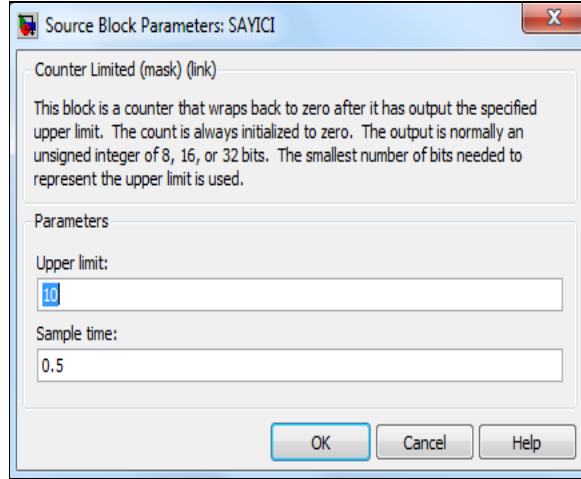 Source Block Parameters: SAYICI
Counter Limited (mask) (link)
This block is a counter that wraps back to zero after it has output the specified
upper limit. The count is always initialized to zero. The output is normally an
unsigned integer of 8, 16, or 32 bits. The smallest number of bits needed to
represent the upper limit is used.
Parameters
Upper limit:
10
Sample time:
0.5
OK Cancel Help